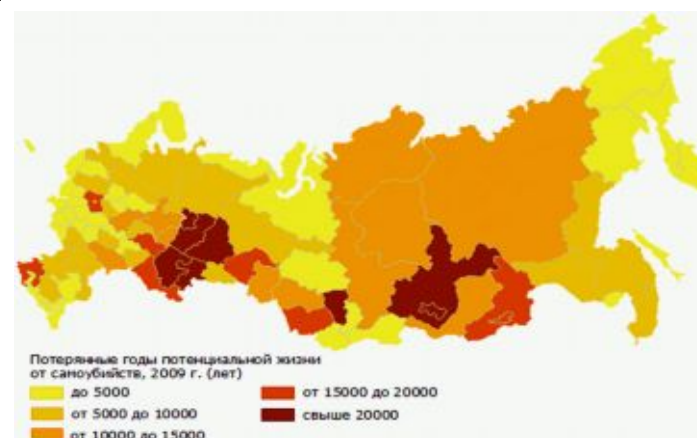 Потерянные годы потенциальной жизни
от самоубийств, 2009 г. (лет)
до 5000
от 5000 до 10000
от 10000 до 15000
от 15000 до 20000
свыше 20000